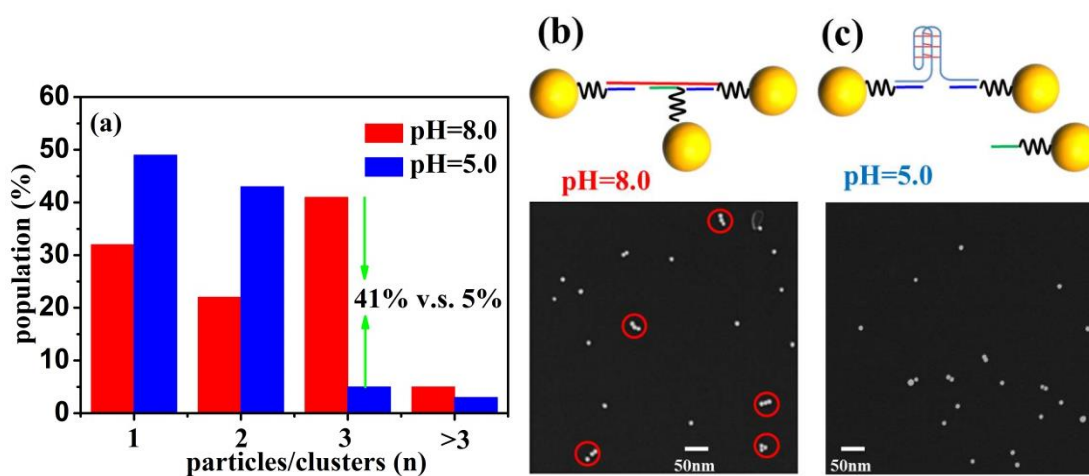 (a)
pH=8.0
pH=5.0
60
50
40
30
20
10
0
population (%)
41% v.s. 5%
1 2 3 >3
particles/clusters (n)
(b)
pH=8.0
50nm
(c)
pH=5.0
50nm